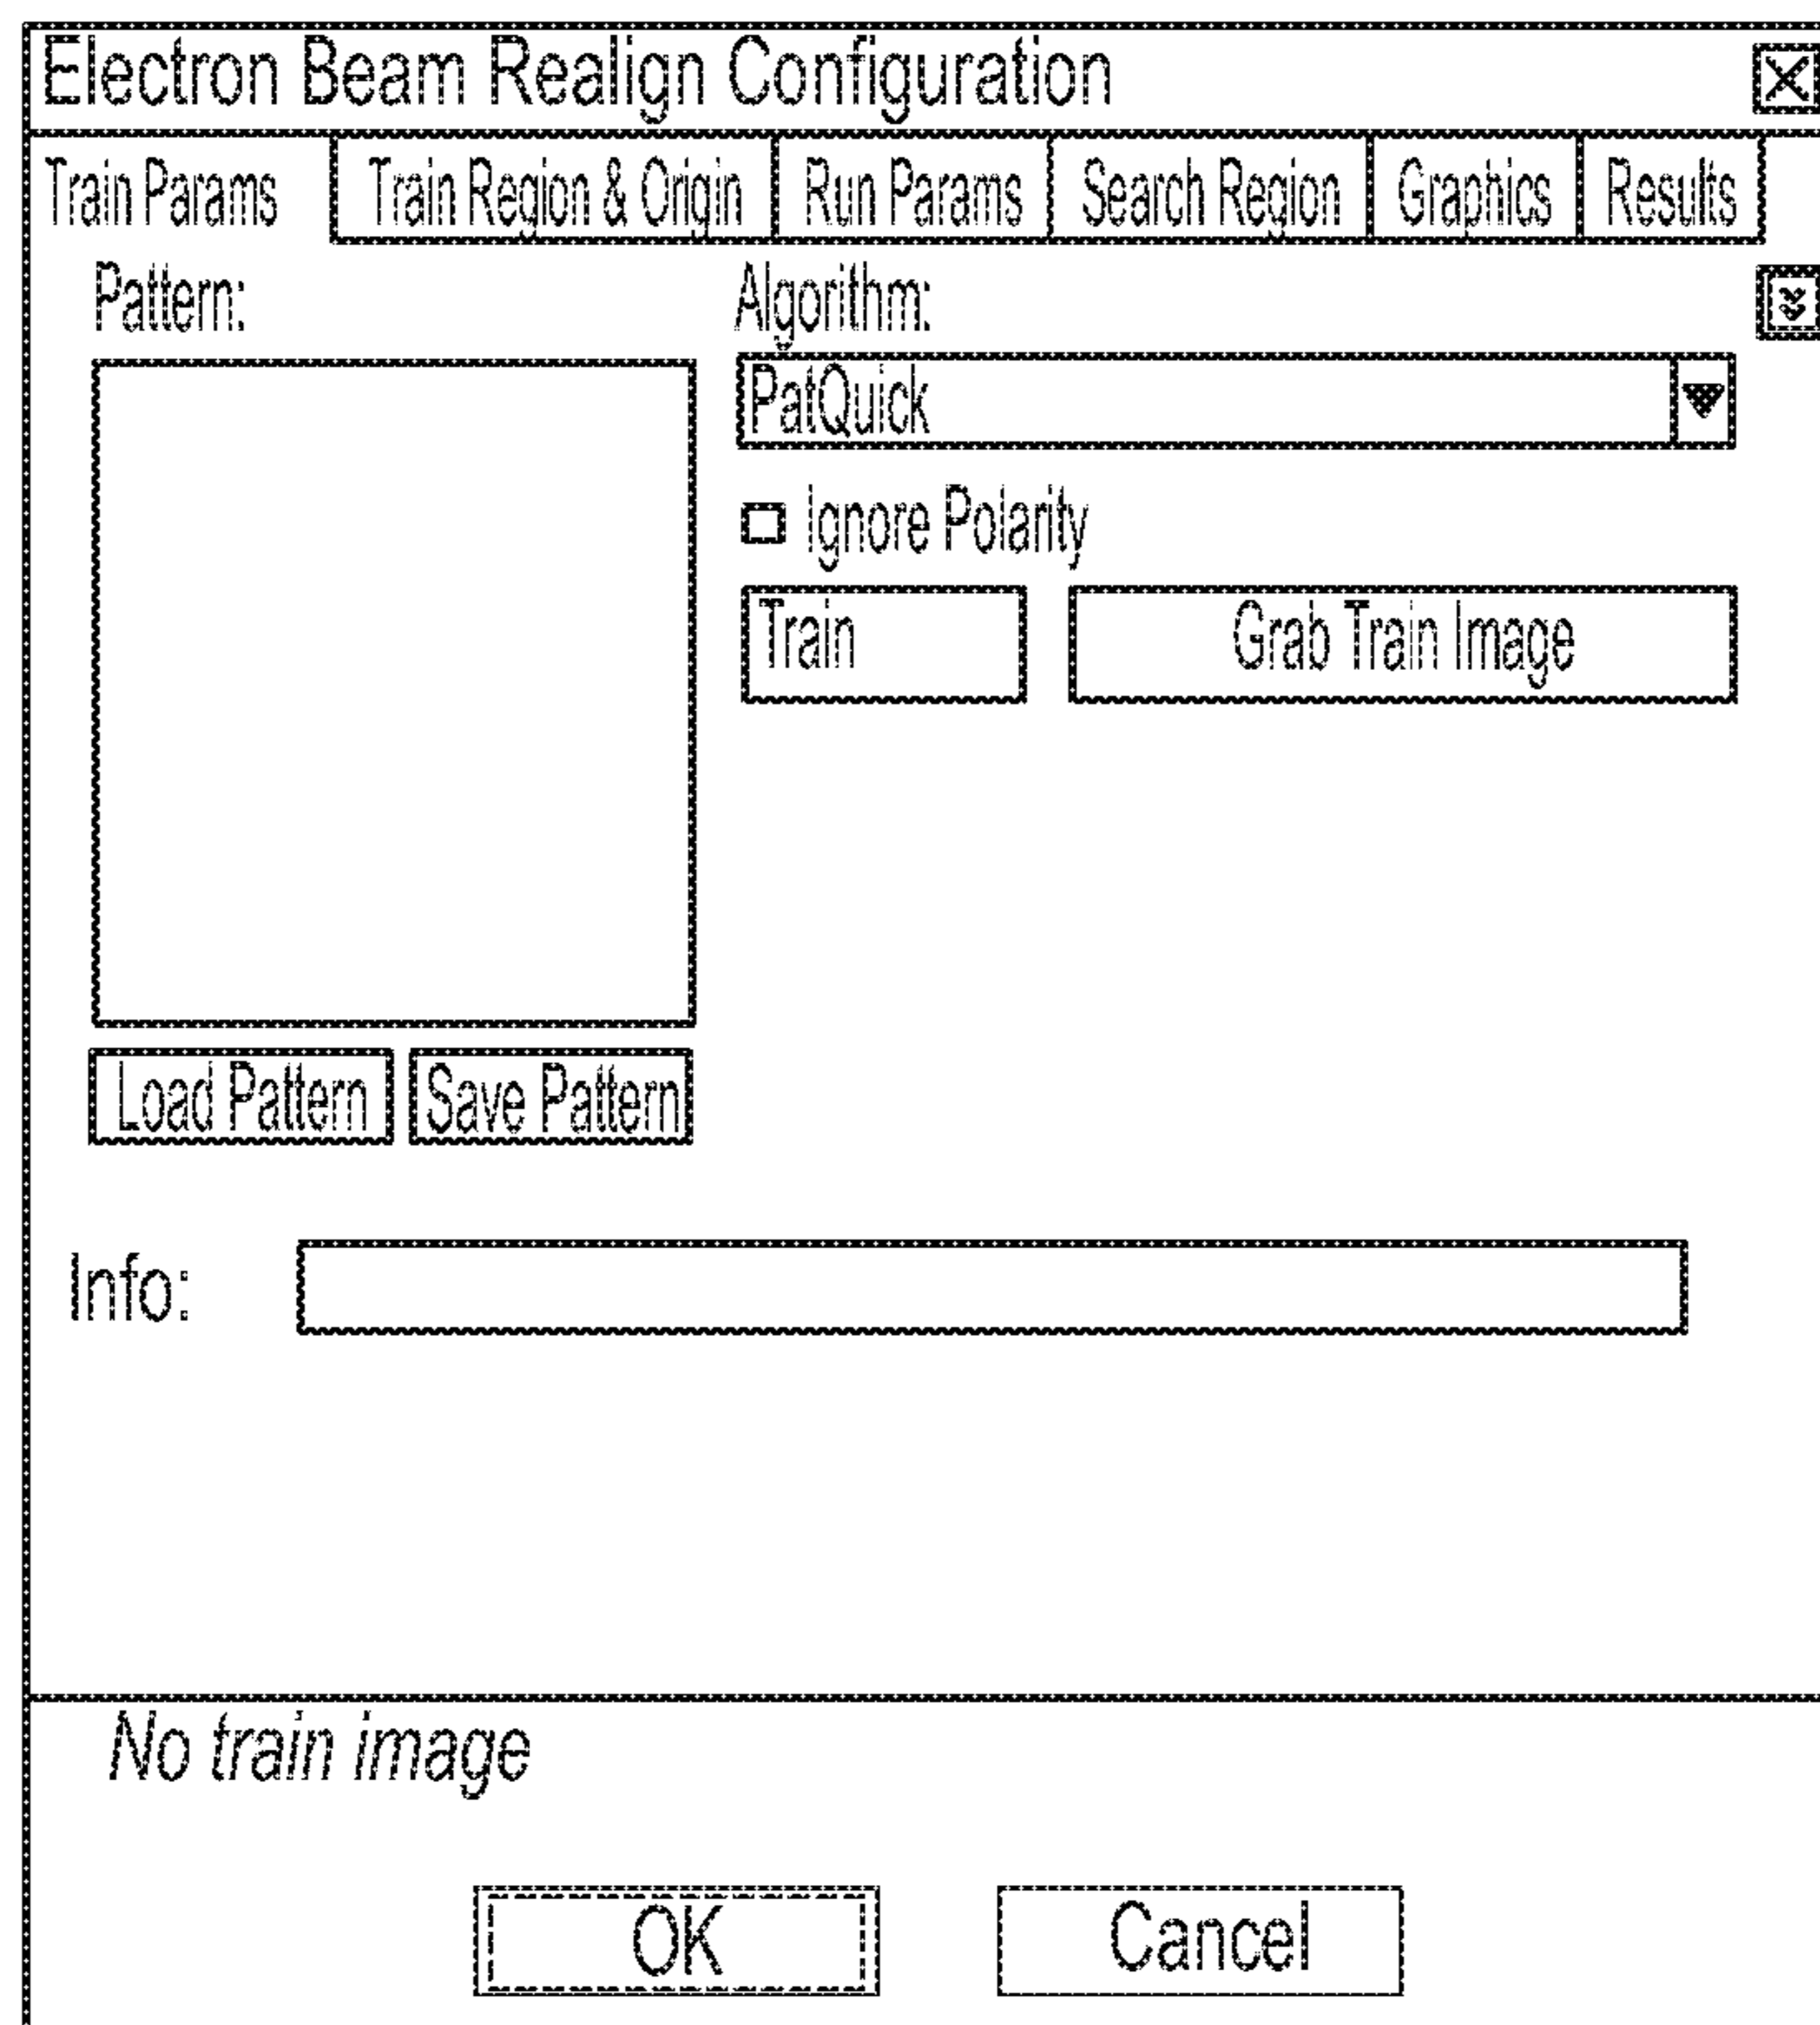 Electron Beam Realign Configuration
Train Params Train Region & Origin Run Params Search Region Graphics Results
Pattern: Algorithm:
PatQuick
Ignore Polarity
Train Grab Train Image
Load Pattern Save Pattern
Info:
No train image
OK Cancel